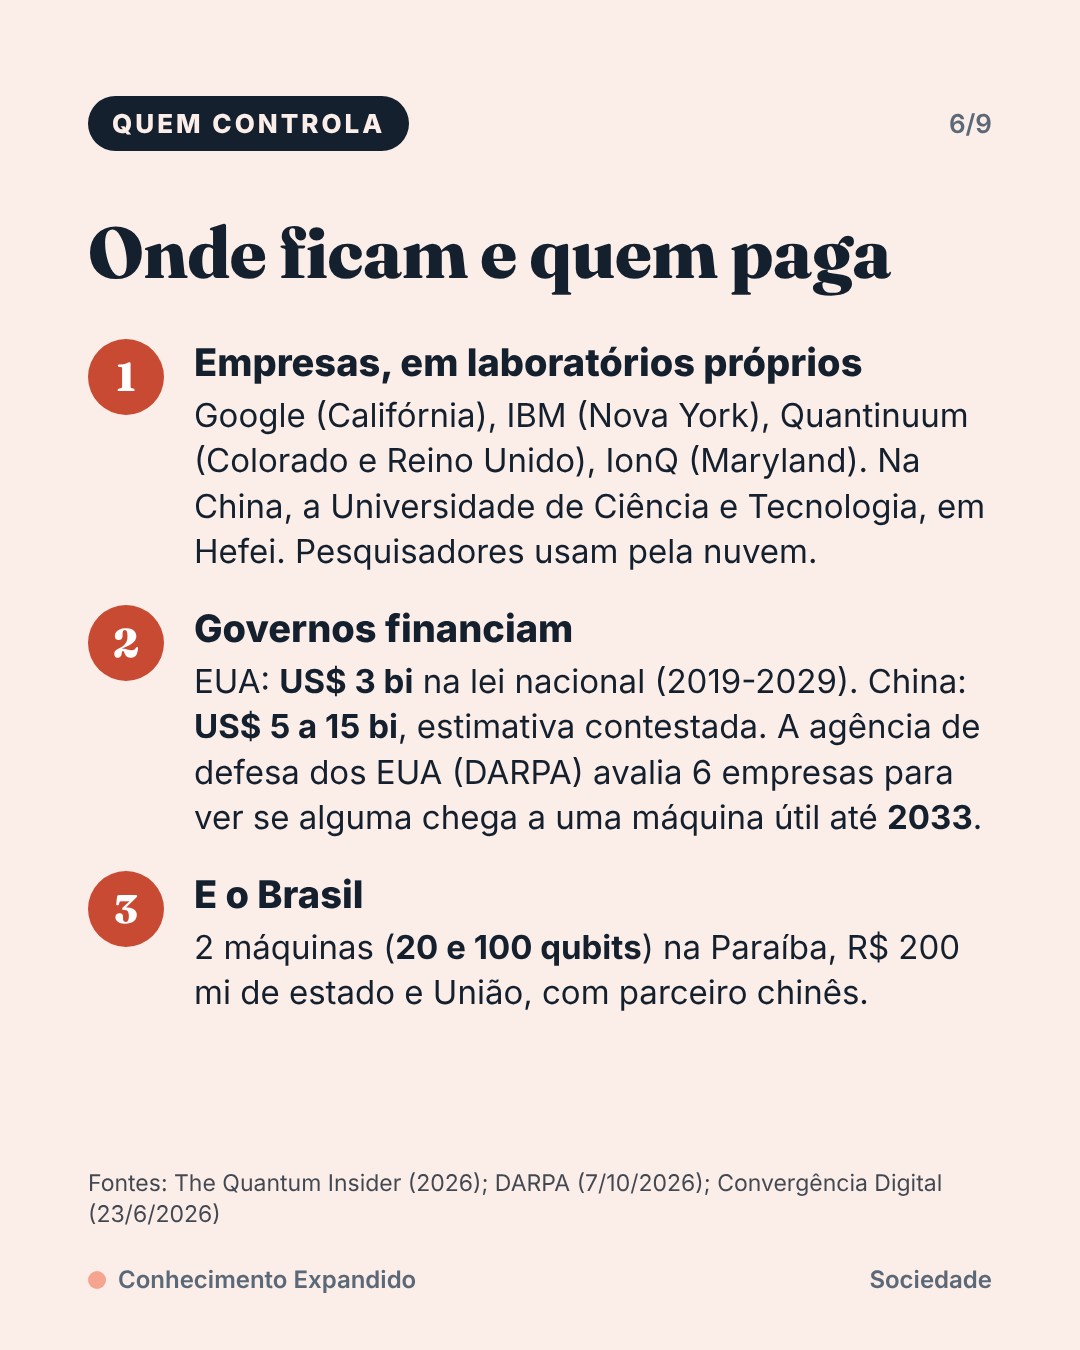 QUEM CONTROLA
6/9
Onde ficam e quem paga
1
Empresas, em laboratórios próprios
Google (Califórnia), IBM (Nova York), Quantinuum
(Colorado e Reino Unido), IonQ (Maryland). Na
China, a Universidade de Ciência e Tecnologia, em
Hefei. Pesquisadores usam pela nuvem.
2
Governos financiam
EUA: US$ 3 bi na lei nacional (2019-2029). China:
US$ 5 a 15 bi, estimativa contestada. A agência de
defesa dos EUA (DARPA) avalia 6 empresas para
ver se alguma chega a uma máquina útil até 2033.
3
E o Brasil
2 máquinas (20 e 100 qubits) na Paraíba, R$ 200
mi de estado e União, com parceiro chinês.
Fontes: The Quantum Insider (2026); DARPA (7/10/2026); Convergência Digital
(23/6/2026)
Conhecimento Expandido
Sociedade